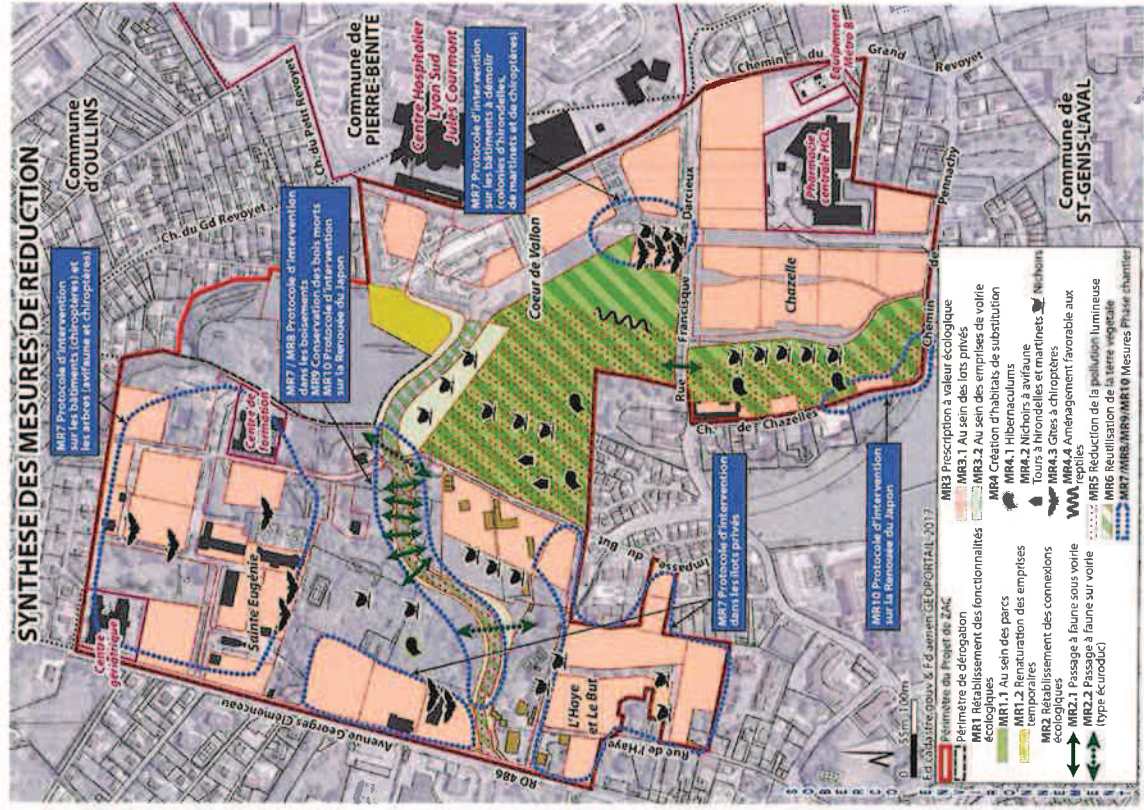 SYNTHESE DES MESURES DE REDUCTION
Commune
d'OULLINS
Commune de
PIERRE-BENITE
Centre Hospitalier
Lyon Sud
Jules Courmont
Ch. du Petit Revoyet
Ch. du Gd Revoyet
Chemin du Grand Revoyet
Equipement
Métro B
MR7 Protocole d'intervention
sur les bâtiments (chiroptères) et
les arbres (avifaune et chiroptères)
MR7 / MR8 Protocole d'intervention
dans les boisements
MR9 Conservation des bois morts
MR10 Protocole d'intervention
sur la Renouée du Japon
MR7 Protocole d'intervention
sur les bâtiments à démolir
(colonies d'hirondelles,
de martinets et de chiroptères)
Centre de
formation
Centre
gériatrique
Sainte Eugénie
Coeur de Vallon
Rue Francisque Darcieux
Chazelle
Pharmacie
centrale HCL
Chemin de Pennachy
Commune de
ST-GENIS-LAVAL
Ch. de Chazelles
Avenue Georges Clémenceau
RD 486
Rue de l'Haye
L'Haye
et Le But
Impasse du But
MR7 Protocole d'intervention
dans les îlots privés
MR10 Protocole d'intervention
sur la Renouée du Japon
0 55m 100m
Fd cadastre.gouv & Fd aérien GEOPORTAIL 2017
SOBERCO ENVIRONNEMENT
Périmètre du Projet de ZAC
Périmètre de dérogation
MR1 Rétablissement des fonctionnalités
écologiques
MR1.1 Au sein des parcs
MR1.2 Renaturation des emprises
temporaires
MR2 Rétablissement des connexions
écologiques
MR2.1 Passage à faune sous voirie
MR2.2 Passage à faune sur voirie
(type écuroduc)
MR3 Prescription à valeur écologique
MR3.1 Au sein des lots privés
MR3.2 Au sein des emprises de voirie
MR4 Création d'habitats de substitution
MR4.1 Hibernaculums
MR4.2 Nichoirs à avifaune
Tours à hirondelles et martinets Nichoirs
MR4.3 Gîtes à chiroptères
MR4.4 Aménagement favorable aux
reptiles
MR5 Réduction de la pollution lumineuse
MR6 Réutilisation de la terre végétale
MR7/MR8/MR9/MR10 Mesures Phase chantier